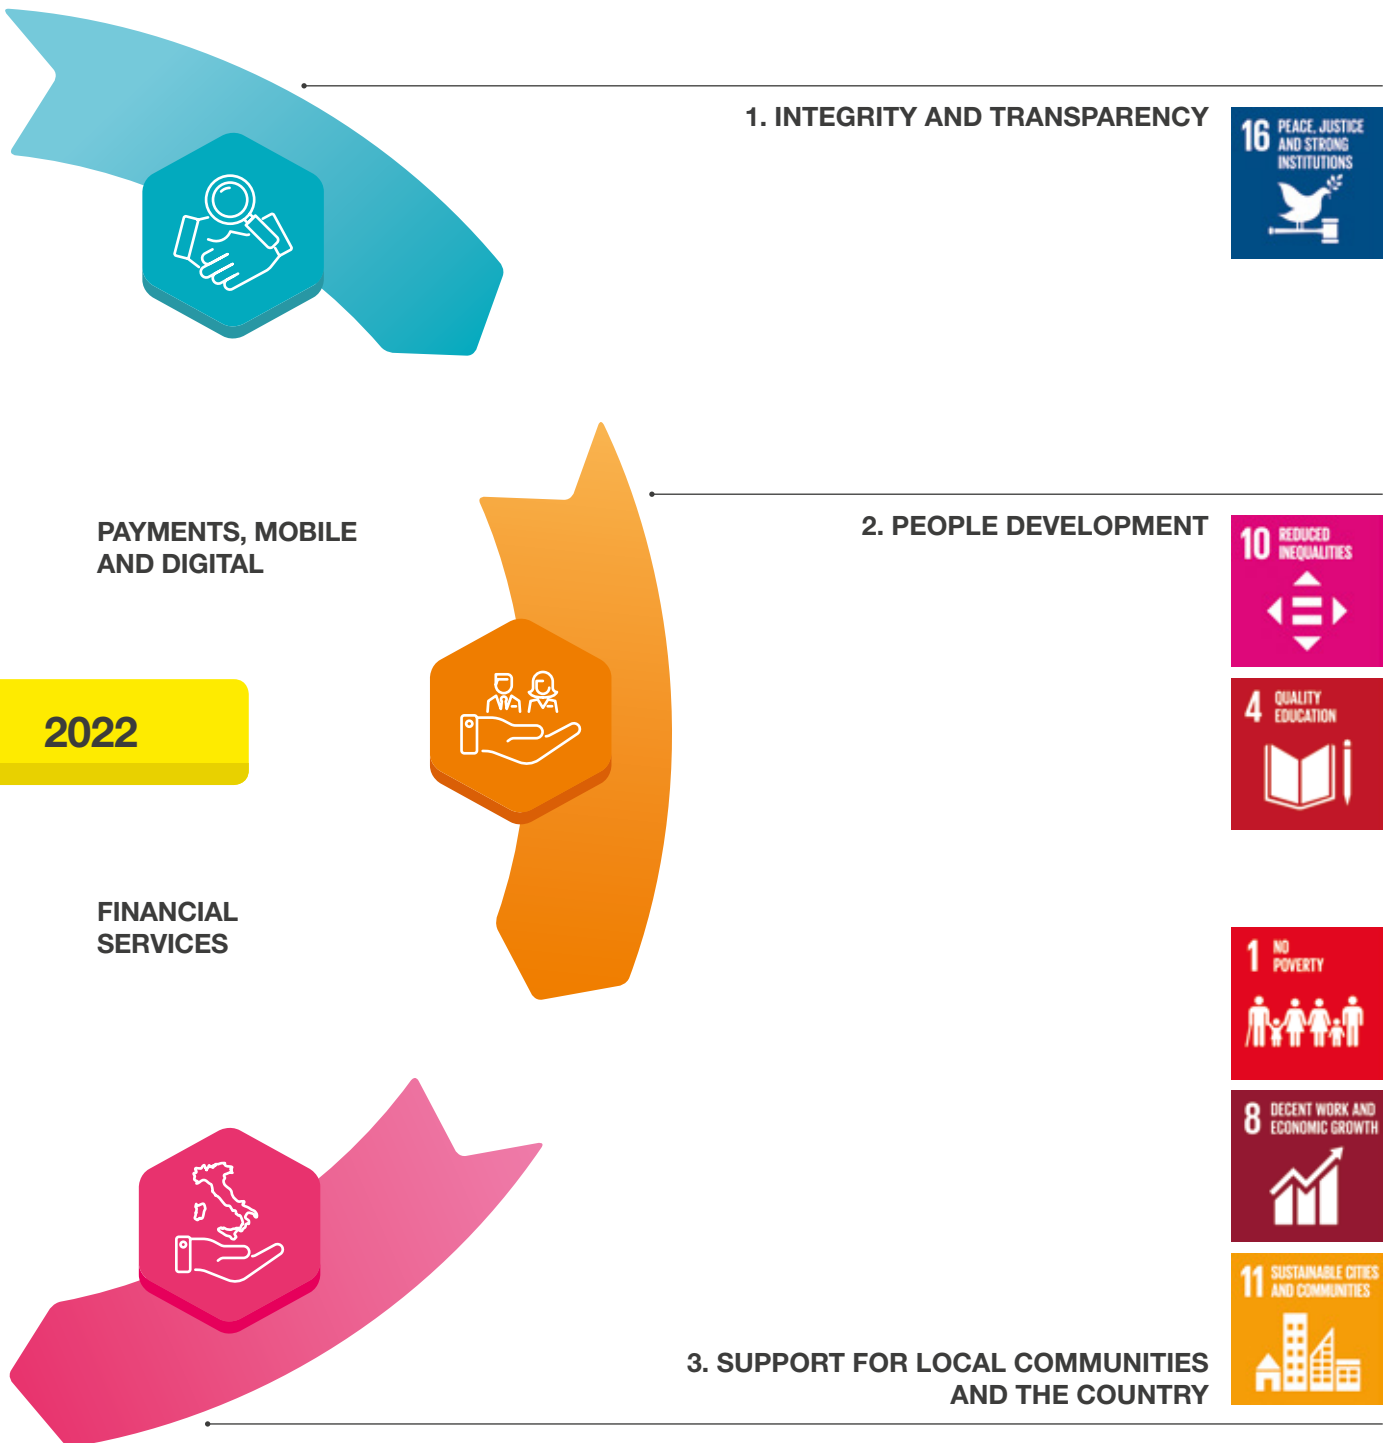 1. INTEGRITY AND TRANSPARENCY
16 PEACE, JUSTICE
AND STRONG
INSTITUTIONS
PAYMENTS, MOBILE
AND DIGITAL
2. PEOPLE DEVELOPMENT
10 REDUCED
INEQUALITIES
2022
4 QUALITY
EDUCATION
FINANCIAL
SERVICES
1 NO
POVERTY
8 DECENT WORK AND
ECONOMIC GROWTH
11 SUSTAINABLE CITIES
AND COMMUNITIES
3. SUPPORT FOR LOCAL COMMUNITIES
AND THE COUNTRY